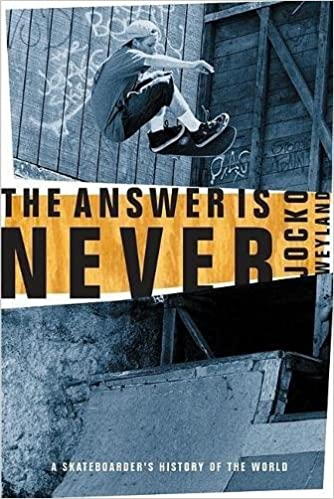 THE ANSWER IS
NEVER
JOCKO
WEYLAND
A SKATEBOARDER'S HISTORY OF THE WORLD